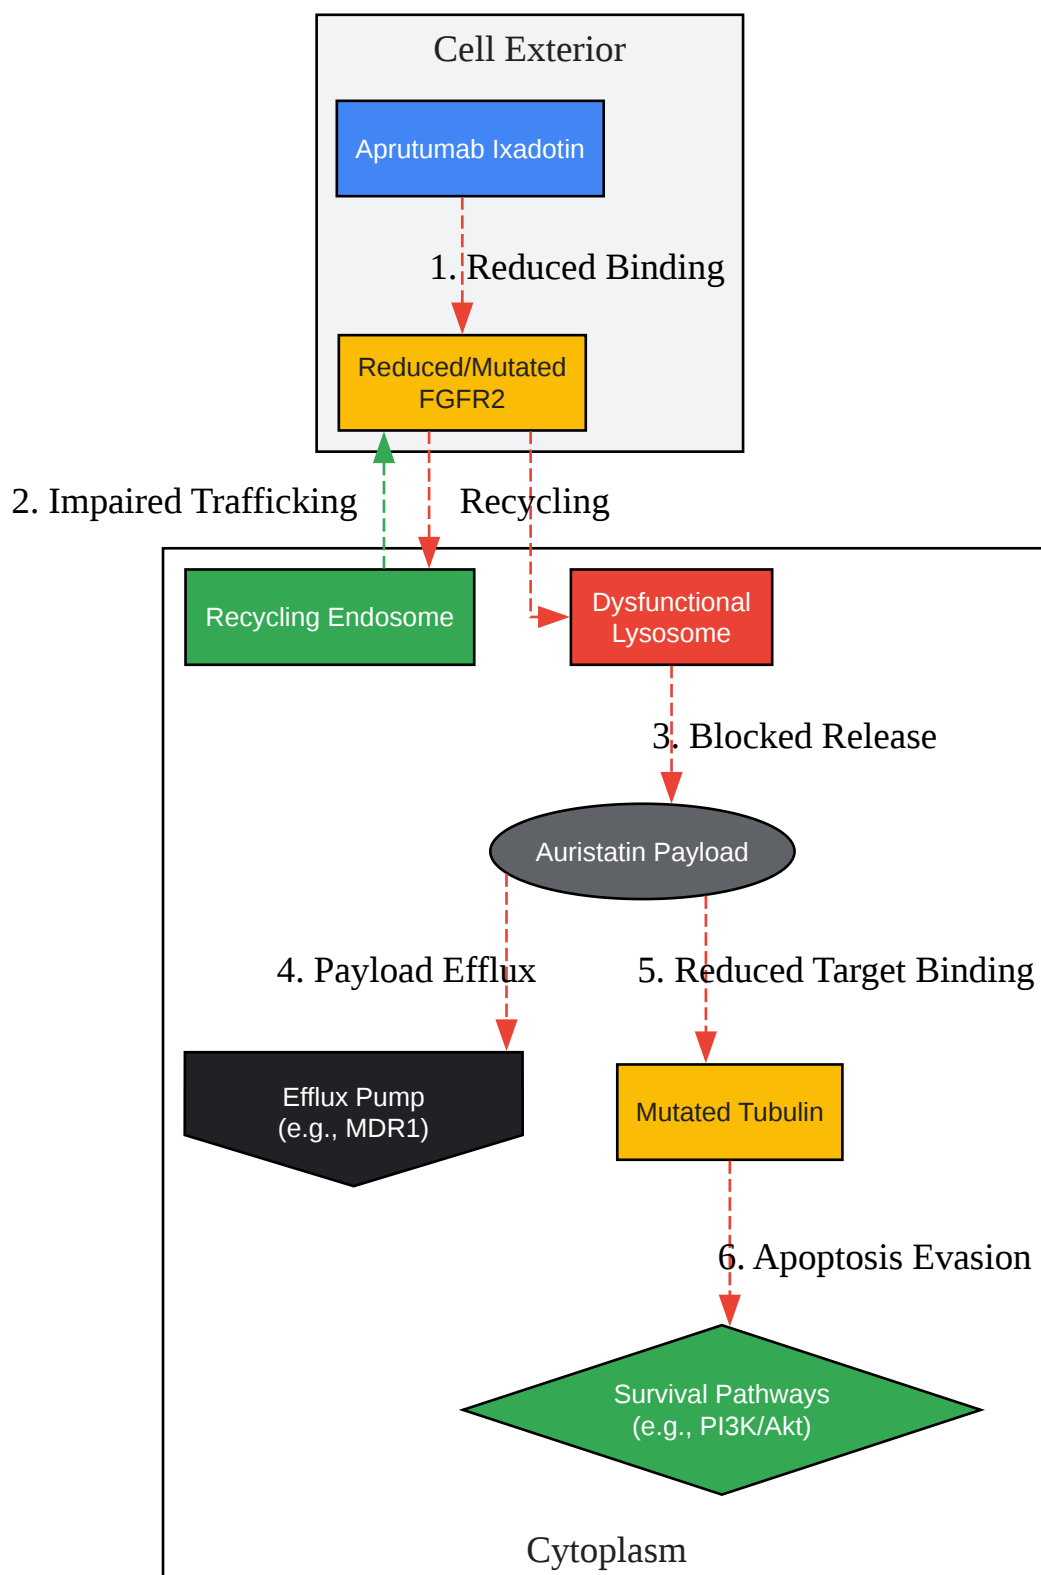 Cell Exterior
Aprutumab Ixadotin
1. Reduced Binding
Reduced/Mutated
FGFR2
2. Impaired Trafficking
Recycling
Recycling Endosome
Dysfunctional
Lysosome
3. Blocked Release
Auristatin Payload
4. Payload Efflux
5. Reduced Target Binding
Efflux Pump
(e.g., MDR1)
Mutated Tubulin
6. Apoptosis Evasion
Survival Pathways
(e.g., PI3K/Akt)
Cytoplasm